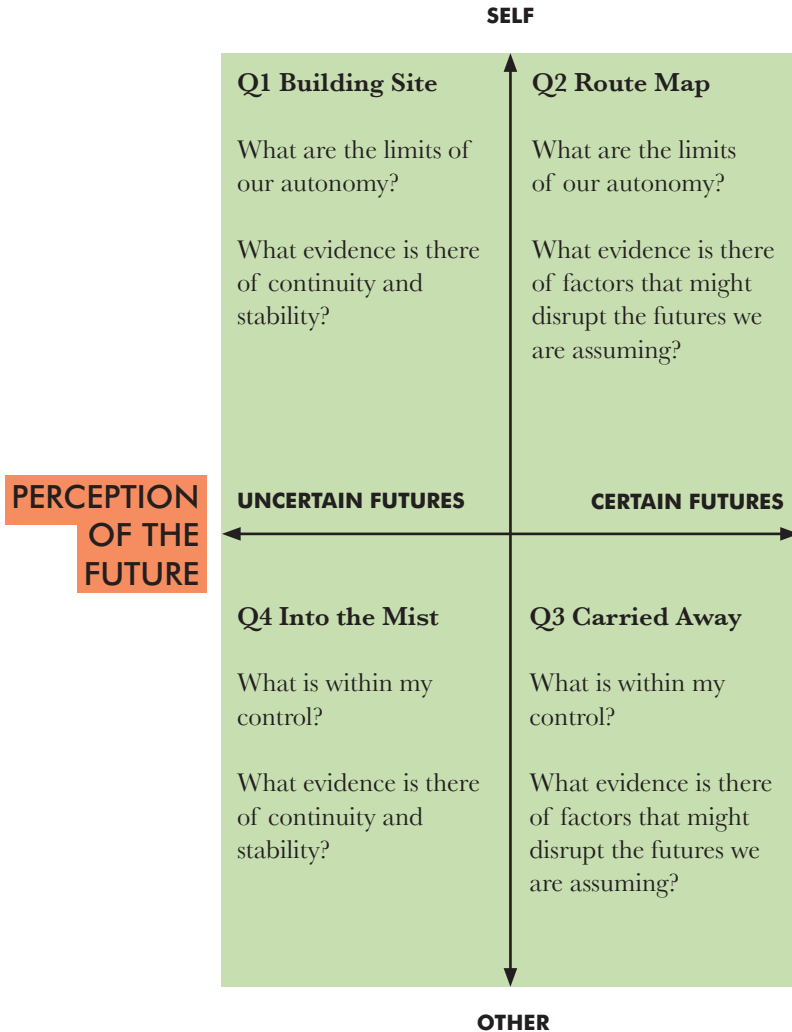 SELF
Q1 Building Site
What are the limits of
our autonomy?
What evidence is there
of continuity and
stability?
Q2 Route Map
What are the limits
of our autonomy?
What evidence is there
of factors that might
disrupt the futures we
are assuming?
PERCEPTION
OF THE
FUTURE
UNCERTAIN FUTURES
CERTAIN FUTURES
Q4 Into the Mist
What is within my
control?
What evidence is there
of continuity and
stability?
Q3 Carried Away
What is within my
control?
What evidence is there
of factors that might
disrupt the futures we
are assuming?
OTHER